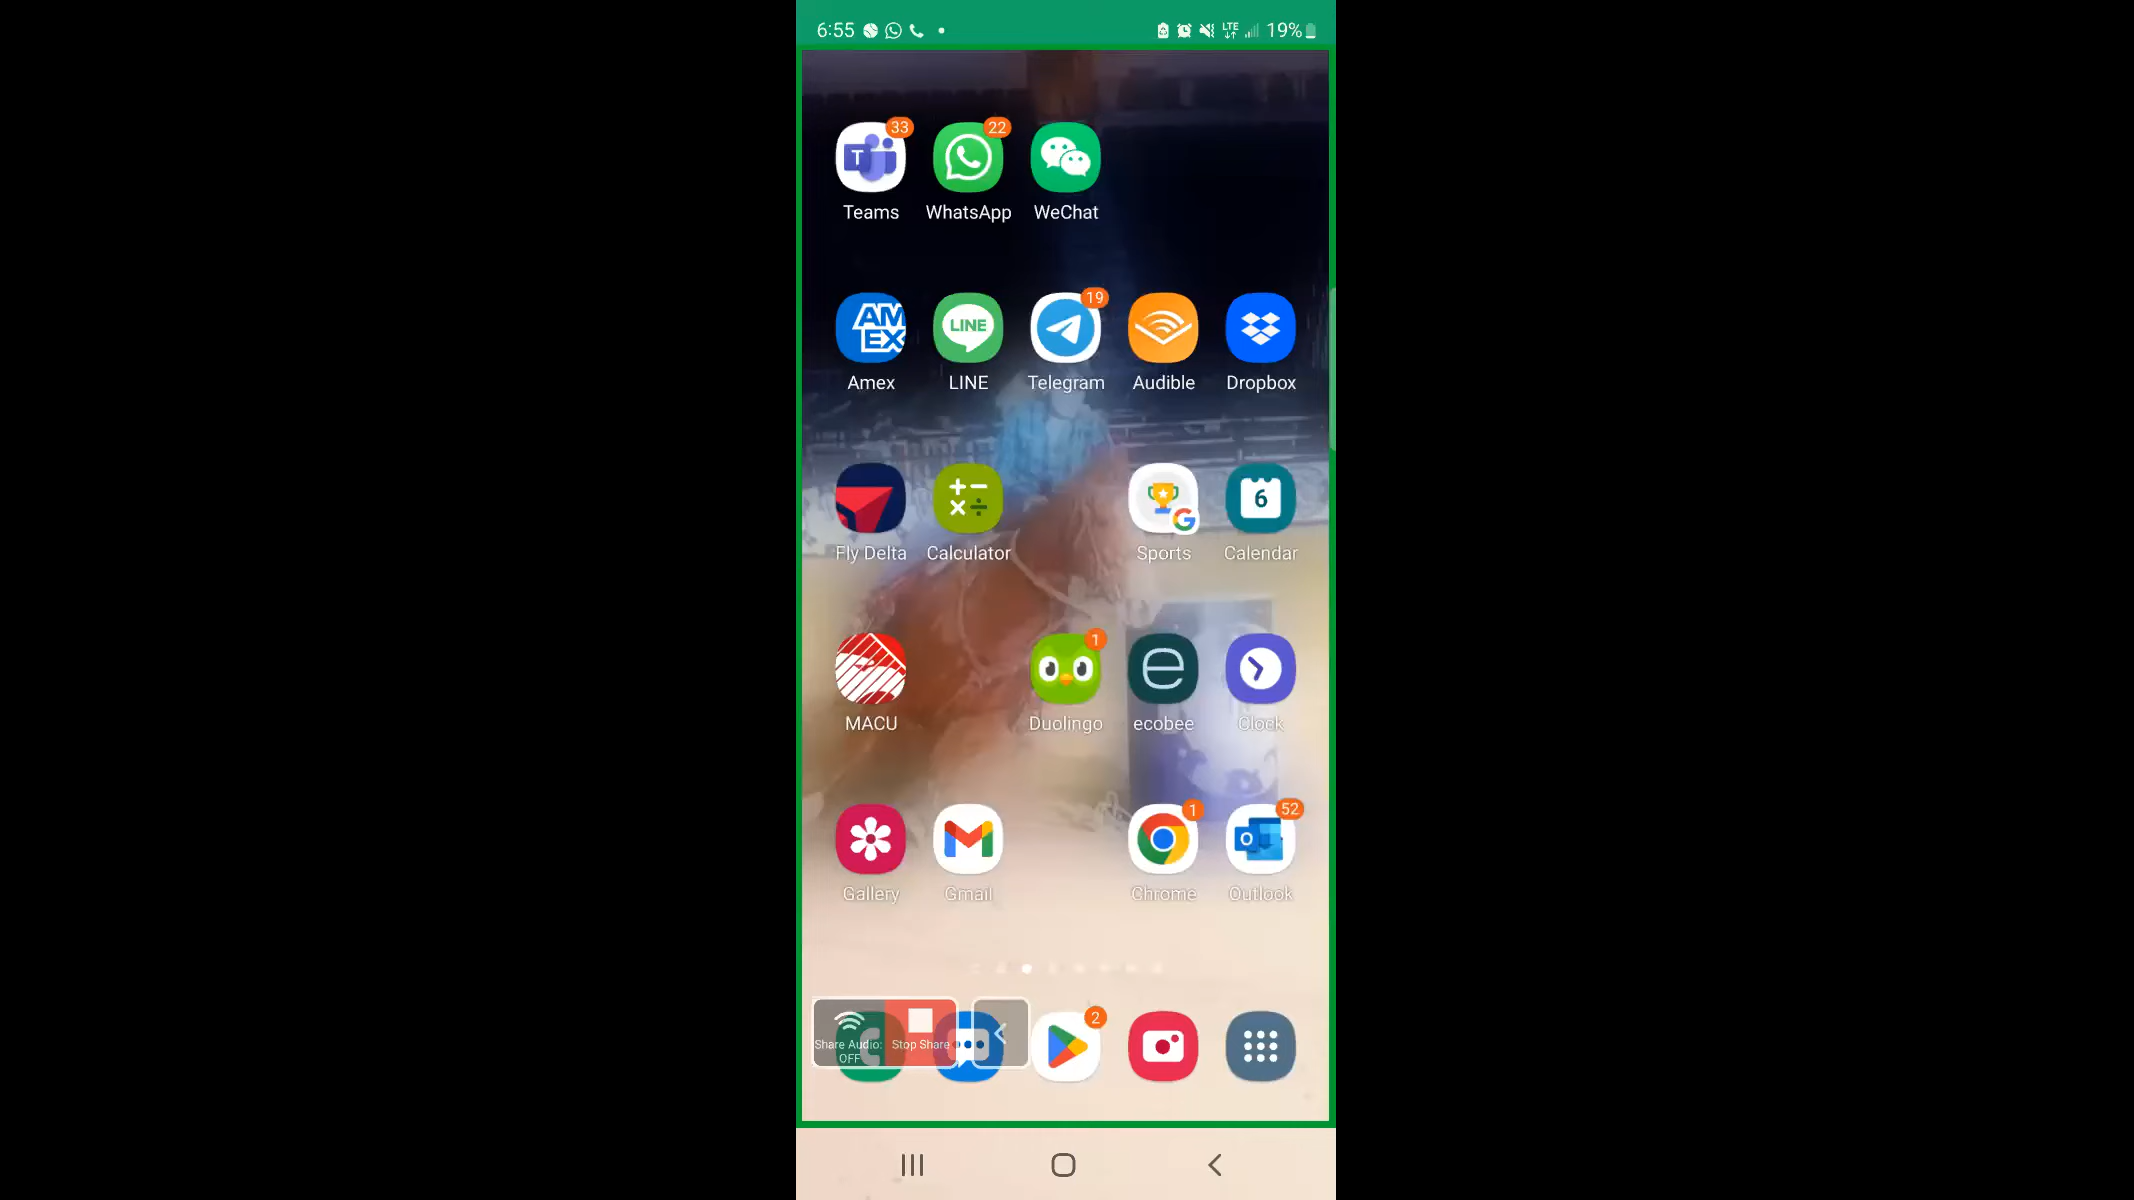 6:55 LTE 19%
33 22
Teams WhatsApp WeChat
19
AM EX LINE
Amex LINE Telegram Audible Dropbox
6
Fly Delta Calculator Sports Calendar
1
e
MACU Duolingo ecobee Clock
1 52
Gallery Gmail Chrome Outlook
2
Share Audio: Stop Share
OFF